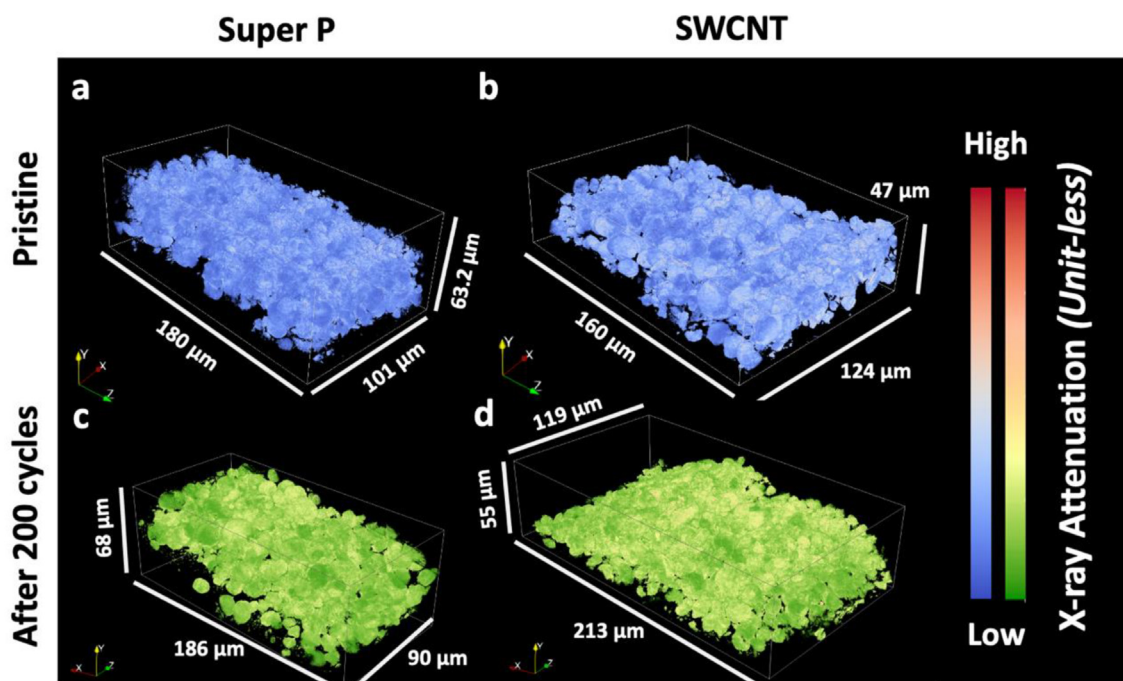 Super P
SWCNT
Pristine
After 200 cycles
a
180 μm
101 μm
63.2 μm
Y
X
Z
b
47 μm
160 μm
124 μm
Y
X
Z
c
68 μm
186 μm
90 μm
X
Y
Z
d
119 μm
55 μm
213 μm
X
Y
Z
High
Low
X-ray Attenuation (Unit-less)